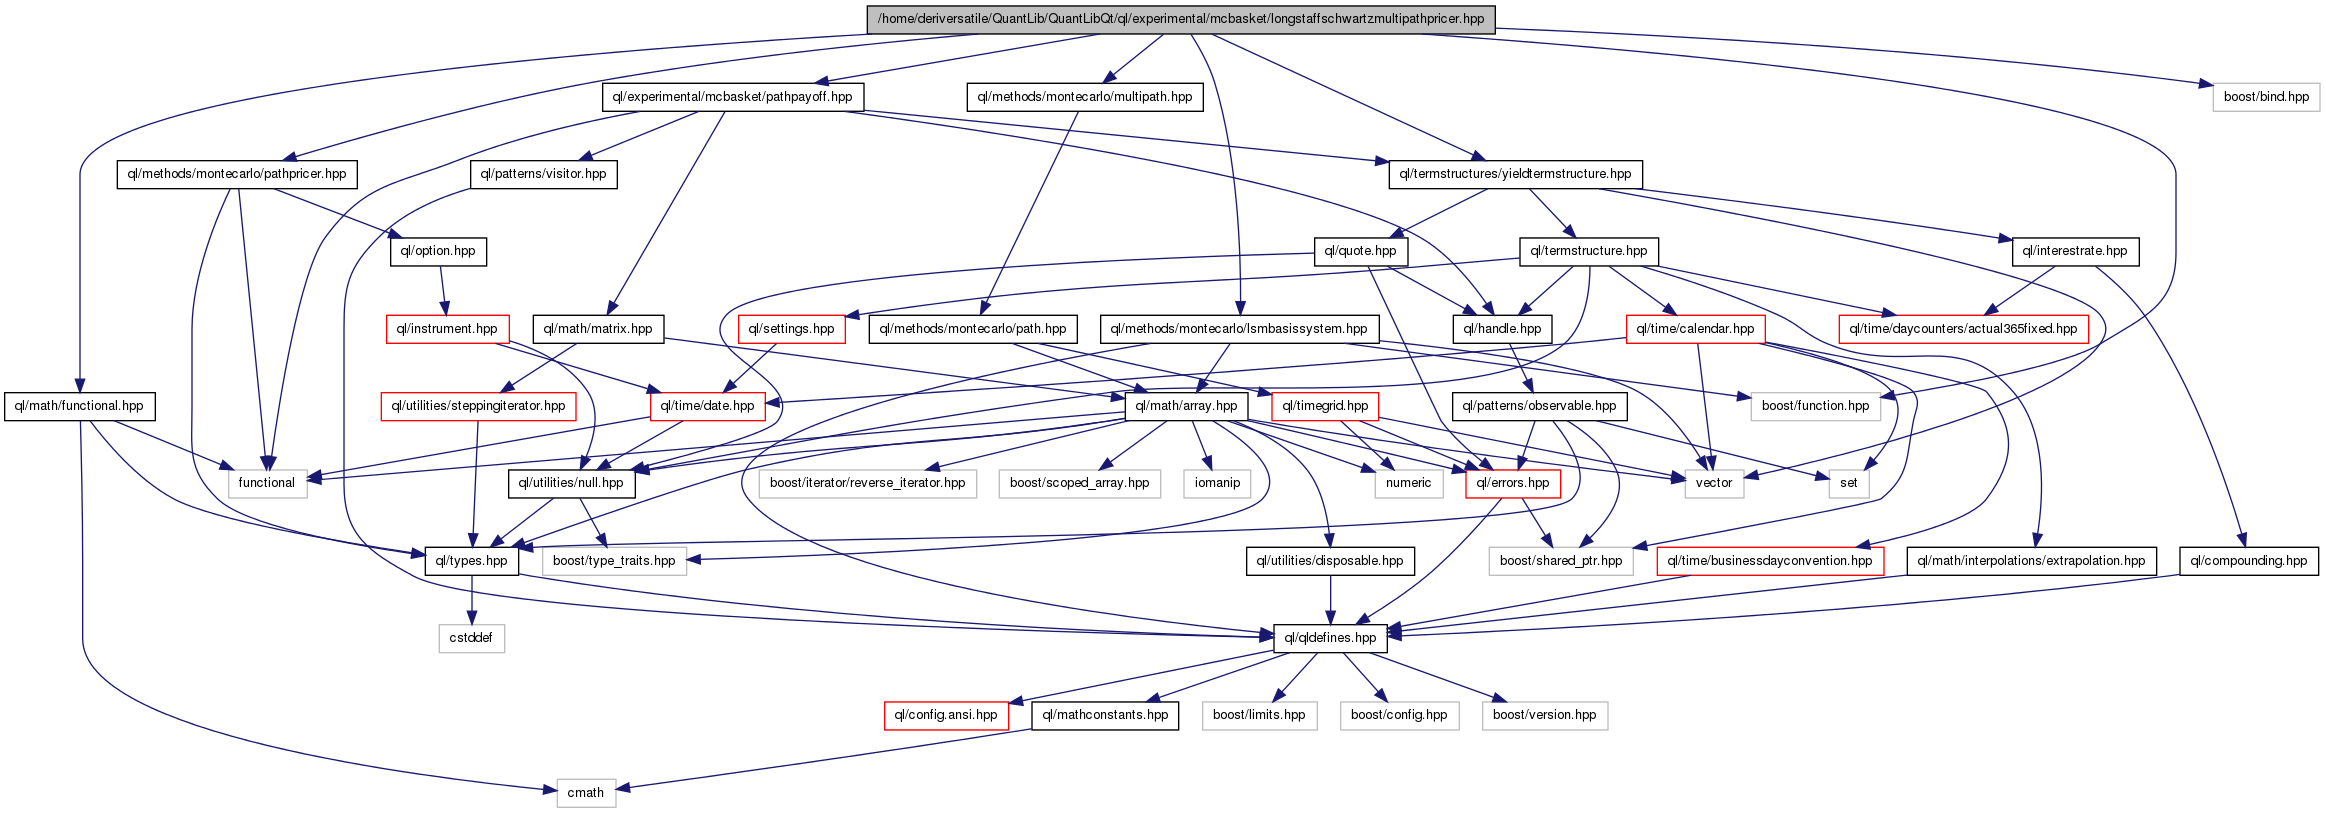 /home/deriversatile/QuantLib/QuantLibQt/ql/experimental/mcbasket/longstaffschwartzmultipathpricer.hpp
ql/experimental/mcbasket/pathpayoff.hpp
ql/methods/montecarlo/multipath.hpp
boost/bind.hpp
ql/methods/montecarlo/pathpricer.hpp
ql/patterns/visitor.hpp
ql/termstructures/yieldtermstructure.hpp
ql/option.hpp
ql/quote.hpp
ql/termstructure.hpp
ql/interestrate.hpp
ql/instrument.hpp
ql/math/matrix.hpp
ql/settings.hpp
ql/methods/montecarlo/path.hpp
ql/methods/montecarlo/lsmbasissystem.hpp
ql/handle.hpp
ql/time/calendar.hpp
ql/time/daycounters/actual365fixed.hpp
ql/math/functional.hpp
ql/utilities/steppingiterator.hpp
ql/time/date.hpp
ql/math/array.hpp
ql/timegrid.hpp
ql/patterns/observable.hpp
boost/function.hpp
functional
ql/utilities/null.hpp
boost/iterator/reverse_iterator.hpp
boost/scoped_array.hpp
iomanip
numeric
ql/errors.hpp
vector
set
ql/types.hpp
boost/type_traits.hpp
ql/utilities/disposable.hpp
boost/shared_ptr.hpp
ql/time/businessdayconvention.hpp
ql/math/interpolations/extrapolation.hpp
ql/compounding.hpp
cstddef
ql/qldefines.hpp
ql/config.ansi.hpp
ql/mathconstants.hpp
boost/limits.hpp
boost/config.hpp
boost/version.hpp
cmath